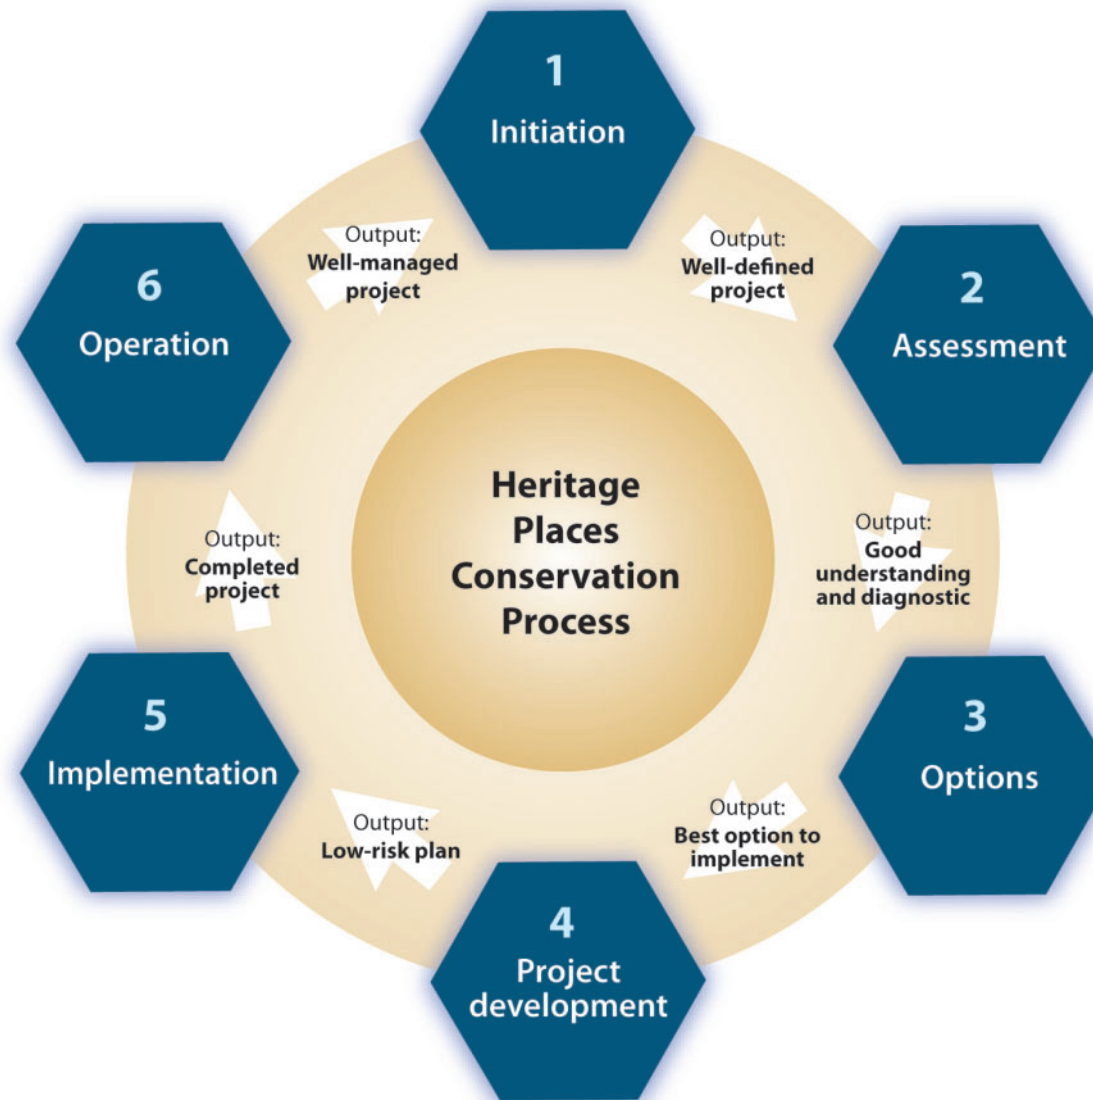 1
Initiation
Output:
Well-defined
project
2
Assessment
Output:
Good
understanding
and diagnostic
3
Options
Output:
Best option to
implement
4
Project
development
Output:
Low-risk plan
5
Implementation
Output:
Completed
project
6
Operation
Output:
Well-managed
project
Heritage
Places
Conservation
Process